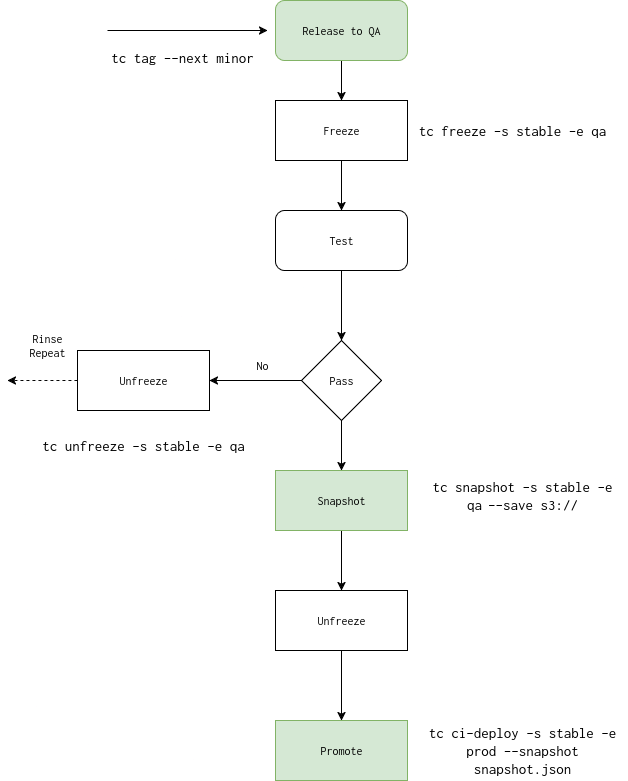 Release to QA
tc tag --next minor
Freeze
tc freeze -s stable -e qa
Test
Rinse
Repeat
No
Unfreeze
Pass
tc unfreeze -s stable -e qa
Snapshot
tc snapshot -s stable -e
qa --save s3://
Unfreeze
Promote
tc ci-deploy -s stable -e
prod --snapshot
snapshot.json